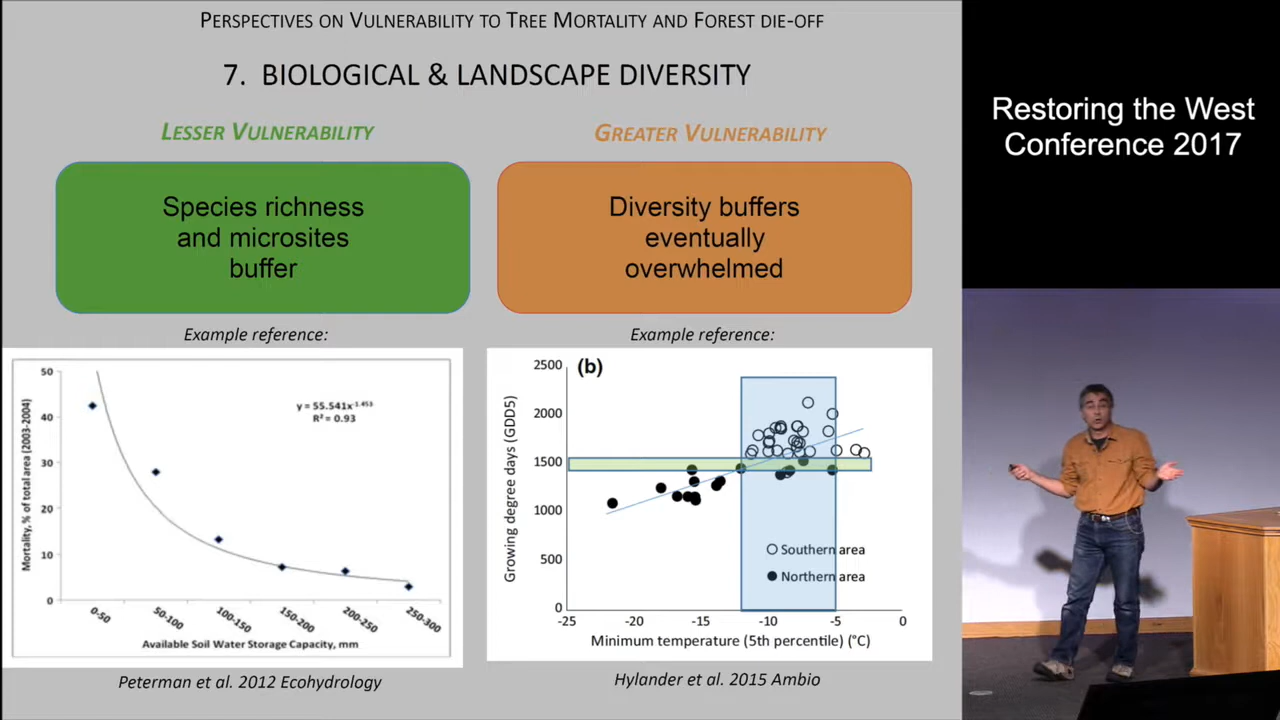 PERSPECTIVES ON VULNERABILITY TO TREE MORTALITY AND FOREST DIE-OFF
7. BIOLOGICAL & LANDSCAPE DIVERSITY
LESSER VULNERABILITY
GREATER VULNERABILITY
Species richness
and microsites
buffer
Diversity buffers
eventually
overwhelmed
Example reference:
Example reference:
Mortality, % of total area (2003-2004)
50
40
30
20
10
0
y = 55.541x-1.453
R² = 0.93
0-50
50-100
100-150
150-200
200-250
250-300
Available Soil Water Storage Capacity, mm
Peterman et al. 2012 Ecohydrology
(b)
Growing degree days (GDD5)
2500
2000
1500
1000
500
0
Southern area
Northern area
-25
-20
-15
-10
-5
0
Minimum temperature (5th percentile) (°C)
Hylander et al. 2015 Ambio
Restoring the West
Conference 2017